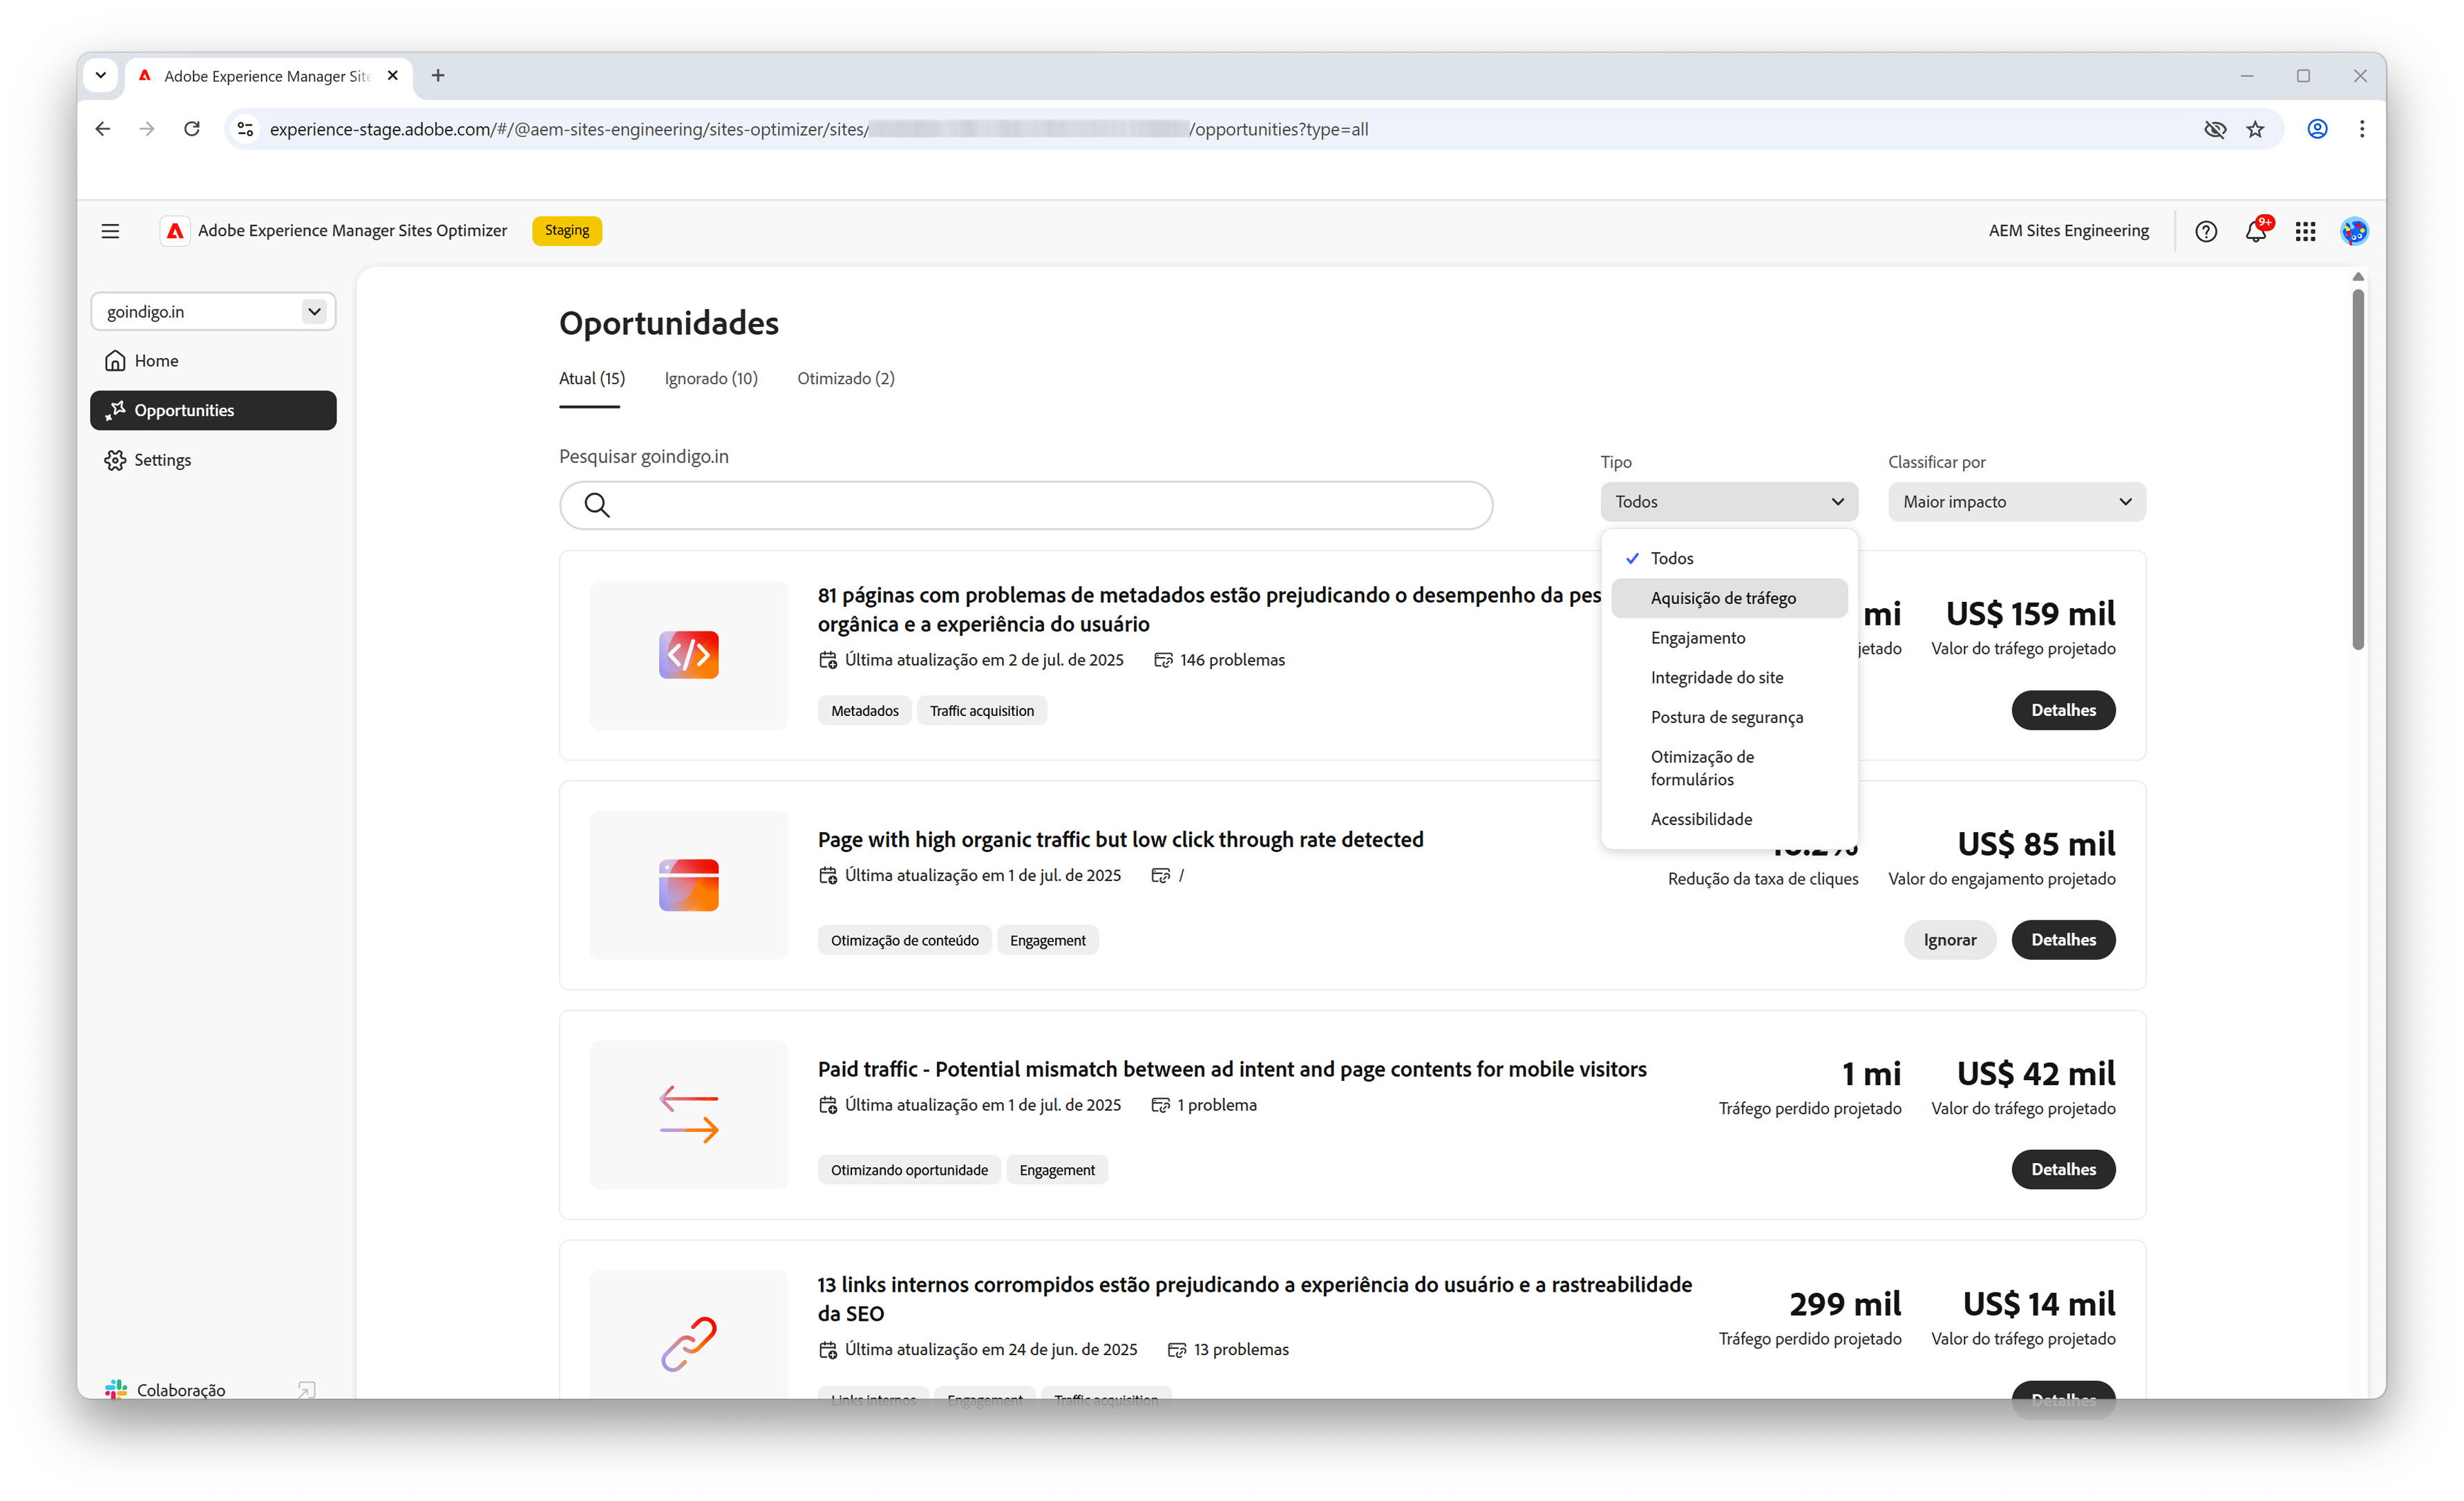 Adobe Experience Manager Site
experience-stage.adobe.com/#/@aem-sites-engineering/sites-optimizer/sites/
/opportunities?type=all
Adobe Experience Manager Sites Optimizer
Staging
AEM Sites Engineering
9+
goindigo.in
Home
Opportunities
Settings
Colaboração
Oportunidades
Atual (15)
Ignorado (10)
Otimizado (2)
Pesquisar goindigo.in
Tipo
Todos
Classificar por
Maior impacto
Todos
Aquisição de tráfego
Engajamento
Integridade do site
Postura de segurança
Otimização de
formulários
Acessibilidade
81 páginas com problemas de metadados estão prejudicando o desempenho da pes
orgânica e a experiência do usuário
Última atualização em 2 de jul. de 2025
146 problemas
Metadados
Traffic acquisition
mi
jetado
US$ 159 mil
Valor do tráfego projetado
Detalhes
Page with high organic traffic but low click through rate detected
Última atualização em 1 de jul. de 2025
/
Otimização de conteúdo
Engagement
Redução da taxa de cliques
US$ 85 mil
Valor do engajamento projetado
Ignorar
Detalhes
Paid traffic - Potential mismatch between ad intent and page contents for mobile visitors
Última atualização em 1 de jul. de 2025
1 problema
Otimizando oportunidade
Engagement
1 mi
Tráfego perdido projetado
US$ 42 mil
Valor do tráfego projetado
Detalhes
13 links internos corrompidos estão prejudicando a experiência do usuário e a rastreabilidade
da SEO
Última atualização em 24 de jun. de 2025
13 problemas
Links internos
Engagement
Traffic acquisition
299 mil
Tráfego perdido projetado
US$ 14 mil
Valor do tráfego projetado
Detalhes